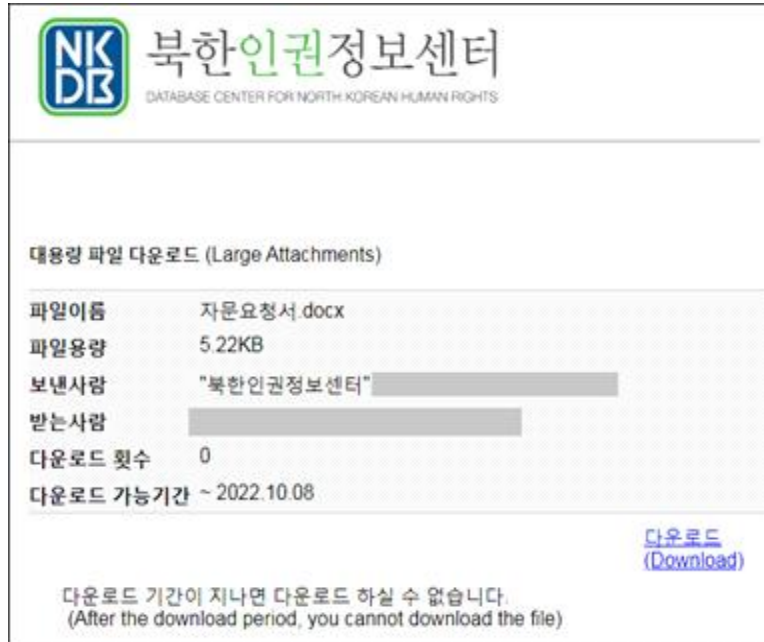 NK
DB
북한인권정보센터
DATABASE CENTER FOR NORTH KOREAN HUMAN RIGHTS
대용량 파일 다운로드 (Large Attachments)
파일이름 자문요청서.docx
파일용량 5.22KB
보낸사람 "북한인권정보센터"
받는사람
다운로드 횟수 0
다운로드 가능기간 ~ 2022.10.08
다운로드
(Download)
다운로드 기간이 지나면 다운로드 하실 수 없습니다.
(After the download period, you cannot download the file)